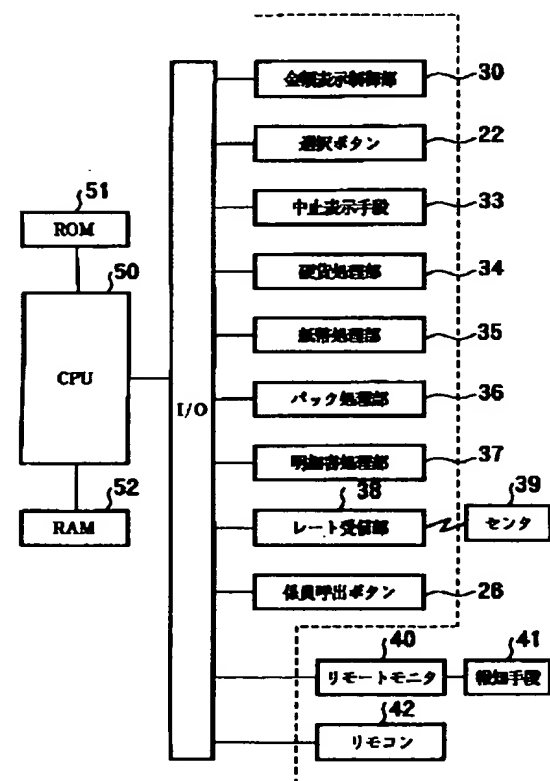 金額表示制御部 30
選択ボタン 22
中止表示手段 33
51
ROM
硬貨処理部 34
50
紙幣処理部 35
CPU
I/O
パック処理部 36
明細書処理部 37
52
RAM
38
レート受信部
39
センタ
係員呼出ボタン 26
40
リモートモニタ
41
報知手段
42
リモコン